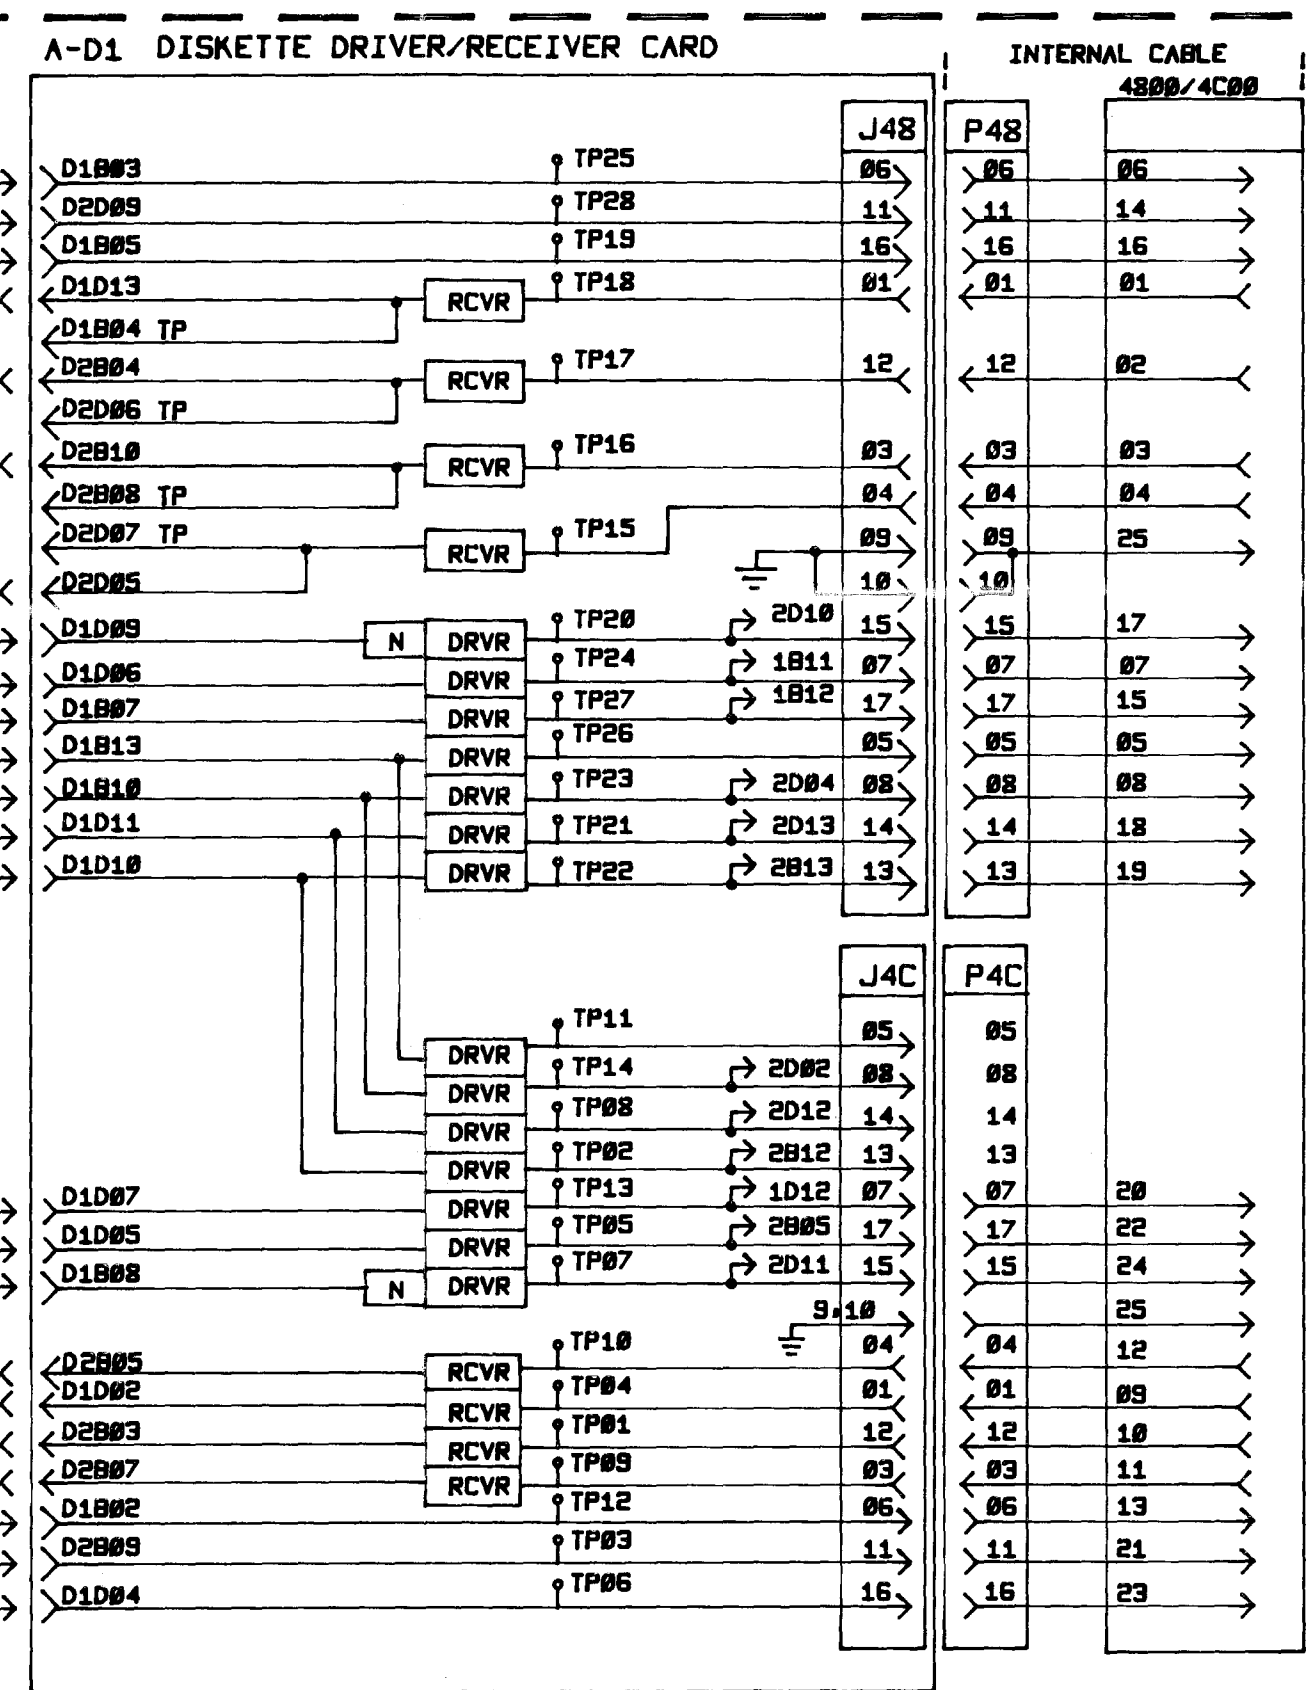 A-D1 DISKETTE DRIVER/RECEIVER CARD
INTERNAL CABLE
4800/4C00
J48 P48
D1B03 TP25 06 06 06
D2D09 TP28 11 11 14
D1B05 TP19 16 16 16
D1D13 RCVR TP18 01 01 01
D1B04 TP
D2B04 RCVR TP17 12 12 02
D2D06 TP
D2B10 RCVR TP16 03 03 03
D2B08 TP 04 04 04
D2D07 TP RCVR TP15 09 09 25
D2D05 10 10
D1D09 N DRVR TP20 2D10 15 15 17
D1D06 DRVR TP24 1B11 07 07 07
D1B07 DRVR TP27 1B12 17 17 15
D1B13 DRVR TP26 05 05 05
D1B10 DRVR TP23 2D04 08 08 08
D1D11 DRVR TP21 2D13 14 14 18
D1D10 DRVR TP22 2B13 13 13 19
J4C P4C
DRVR TP11 05 05
DRVR TP14 2D02 08 08
DRVR TP08 2D12 14 14
DRVR TP02 2B12 13 13
D1D07 DRVR TP13 1D12 07 07 20
D1D05 DRVR TP05 2B05 17 17 22
D1B08 N DRVR TP07 2D11 15 15 24
9,10 25
D2B05 RCVR TP10 04 04 12
D1D02 RCVR TP04 01 01 09
D2B03 RCVR TP01 12 12 10
D2B07 RCVR TP09 03 03 11
D1B02 TP12 06 06 13
D2B09 TP03 11 11 21
D1D04 TP06 16 16 23